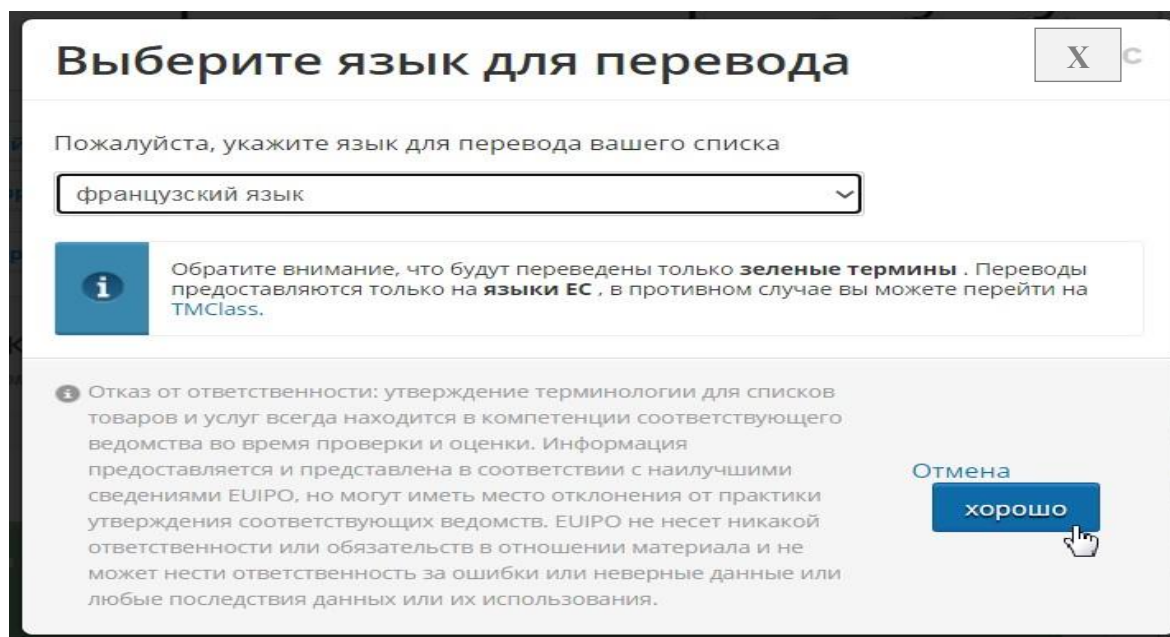 Выберите язык для перевода
X с
Пожалуйста, укажите язык для перевода вашего списка
французский язык
Обратите внимание, что будут переведены только зеленые термины . Переводы
предоставляются только на языки ЕС , в противном случае вы можете перейти на
TMClass.
Отказ от ответственности: утверждение терминологии для списков
товаров и услуг всегда находится в компетенции соответствующего
ведомства во время проверки и оценки. Информация
предоставляется и представлена в соответствии с наилучшими
сведениями EUIPO, но могут иметь место отклонения от практики
утверждения соответствующих ведомств. EUIPO не несет никакой
ответственности или обязательств в отношении материала и не
может нести ответственность за ошибки или неверные данные или
любые последствия данных или их использования.
Отмена
хорошо